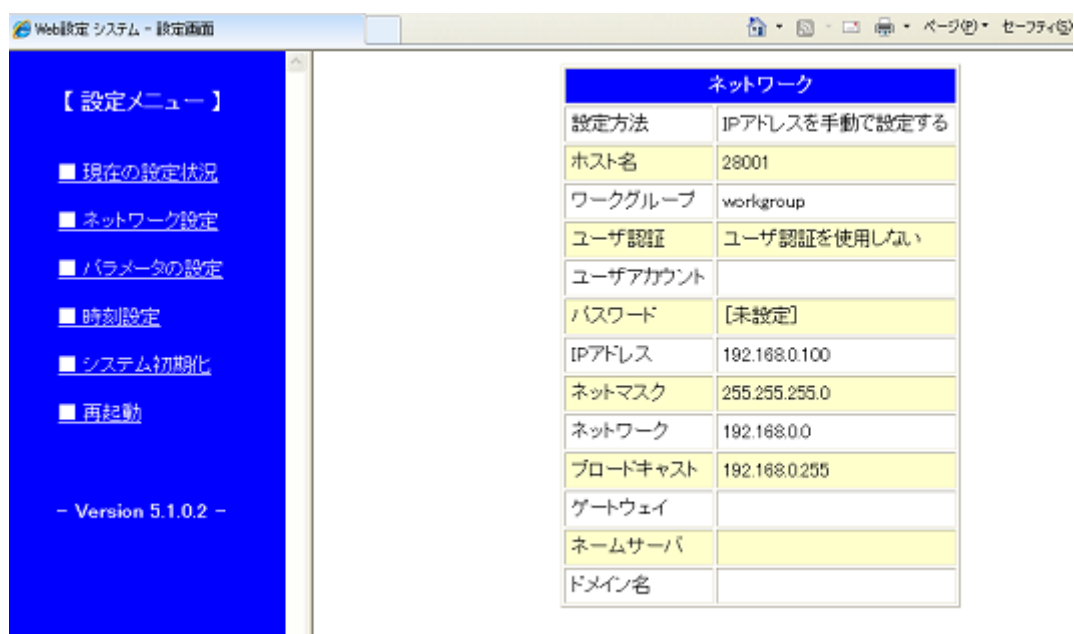 Web設定 システム - 設定画面
ページ(P) セーフティ(S)
【 設定メニュー 】
■ 現在の設定状況
■ ネットワーク設定
■ パラメータの設定
■ 時刻設定
■ システム初期化
■ 再起動
- Version 5.1.0.2 -
ネットワーク
設定方法 IPアドレスを手動で設定する
ホスト名 28001
ワークグループ workgroup
ユーザ認証 ユーザ認証を使用しない
ユーザアカウント
パスワード [未設定]
IPアドレス 192.168.0.100
ネットマスク 255.255.255.0
ネットワーク 192.168.0.0
ブロードキャスト 192.168.0.255
ゲートウェイ
ネームサーバ
ドメイン名